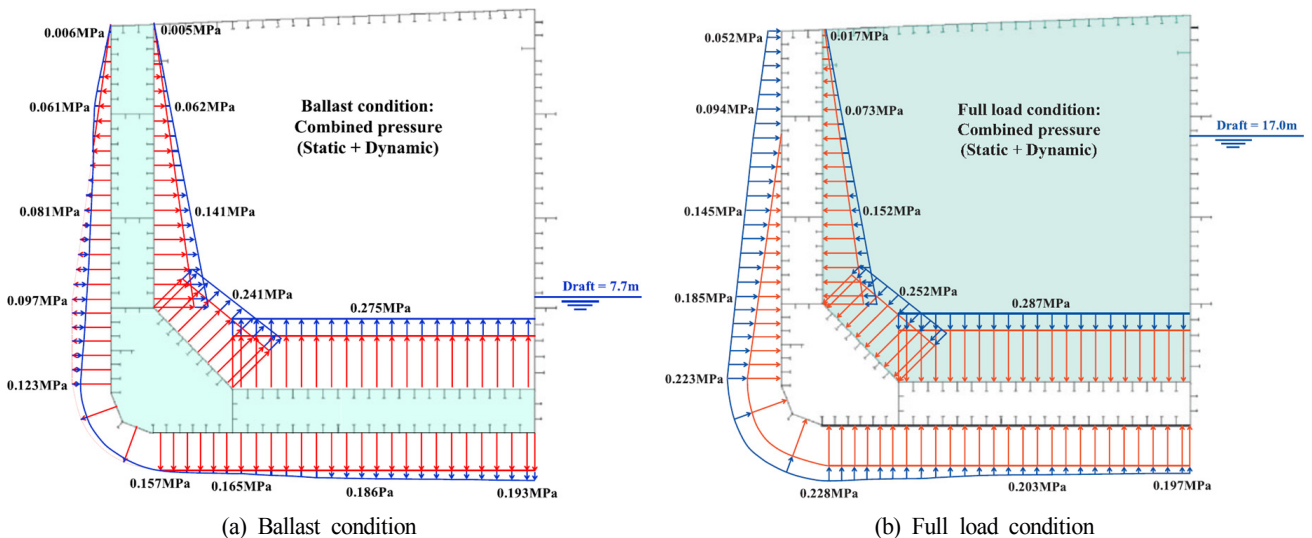 0.006MPa
0.005MPa
0.061MPa
0.062MPa
Ballast condition:
Combined pressure
(Static + Dynamic)
0.081MPa
0.141MPa
0.097MPa
0.241MPa
0.275MPa
Draft = 7.7m
0.123MPa
0.157MPa
0.165MPa
0.186Pa
0.193MPa
(a) Ballast condition
0.052MPa
0.017MPa
0.094MPa
0.073MPa
Full load condition:
Combined pressure
(Static + Dynamic)
Draft = 17.0m
0.145MPa
0.152MPa
0.185MPa
0.252MPa
0.287MPa
0.223MPa
0.228MPa
0.203MPa
0.197MPa
(b) Full load condition